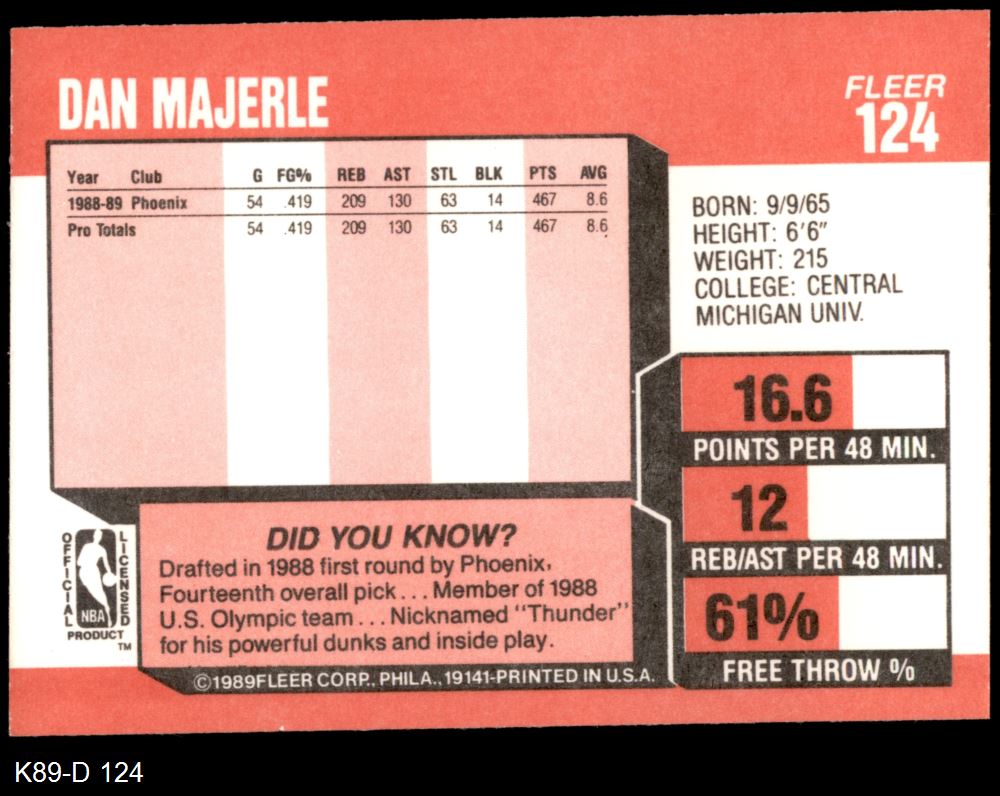 DAN MAJERLE
FLEER
124
Year Club G FG% REB AST STL BLK PTS AVG
1988-89 Phoenix 54 .419 209 130 63 14 467 8.6
Pro Totals 54 .419 209 130 63 14 467 8.6
BORN: 9/9/65
HEIGHT: 6'6"
WEIGHT: 215
COLLEGE: CENTRAL
MICHIGAN UNIV.
16.6
POINTS PER 48 MIN.
12
REB/AST PER 48 MIN.
61%
FREE THROW %
OFFICIAL
NBA
LICENSED
PRODUCT
TM
DID YOU KNOW?
Drafted in 1988 first round by Phoenix,
Fourteenth overall pick... Member of 1988
U.S. Olympic team... Nicknamed "Thunder"
for his powerful dunks and inside play.
©1989FLEER CORP., PHILA., 19141-PRINTED IN U.S.A.
K89-D 124